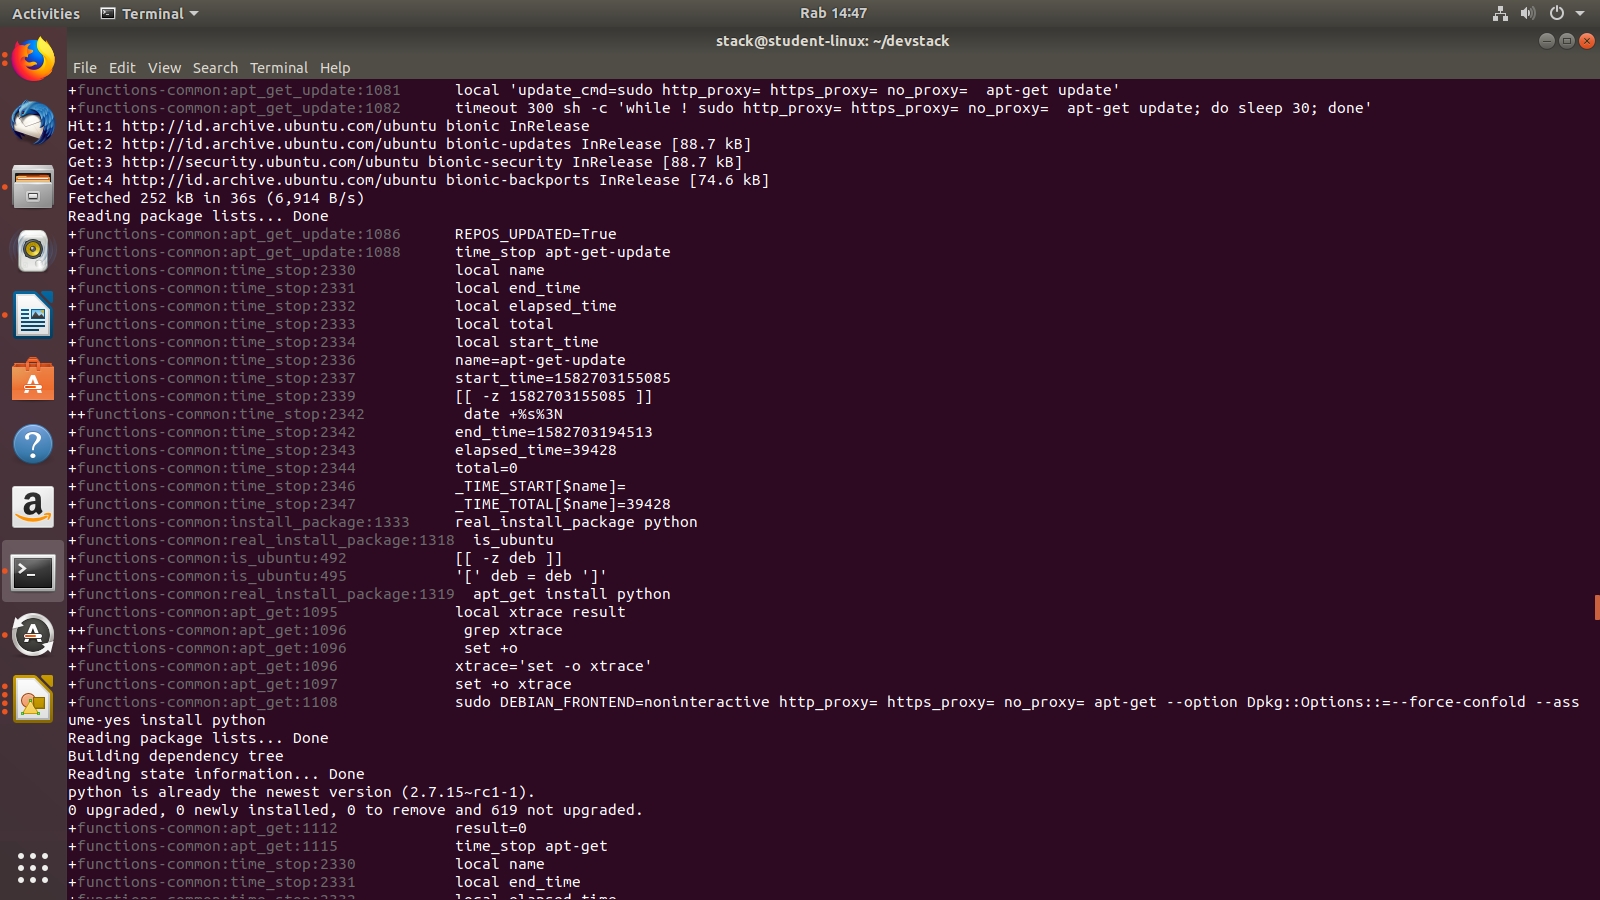 Activities Terminal Rab 14:47
stack@student-linux: ~/devstack
File Edit View Search Terminal Help
+functions-common:apt_get_update:1081      local 'update_cmd=sudo http_proxy= https_proxy= no_proxy=  apt-get update'
+functions-common:apt_get_update:1082      timeout 300 sh -c 'while ! sudo http_proxy= https_proxy= no_proxy=  apt-get update; do sleep 30; done'
Hit:1 http://id.archive.ubuntu.com/ubuntu bionic InRelease
Get:2 http://id.archive.ubuntu.com/ubuntu bionic-updates InRelease [88.7 kB]
Get:3 http://security.ubuntu.com/ubuntu bionic-security InRelease [88.7 kB]
Get:4 http://id.archive.ubuntu.com/ubuntu bionic-backports InRelease [74.6 kB]
Fetched 252 kB in 36s (6,914 B/s)
Reading package lists... Done
+functions-common:apt_get_update:1086      REPOS_UPDATED=True
+functions-common:apt_get_update:1088      time_stop apt-get-update
+functions-common:time_stop:2330           local name
+functions-common:time_stop:2331           local end_time
+functions-common:time_stop:2332           local elapsed_time
+functions-common:time_stop:2333           local total
+functions-common:time_stop:2334           local start_time
+functions-common:time_stop:2336           name=apt-get-update
+functions-common:time_stop:2337           start_time=1582703155085
+functions-common:time_stop:2339           [[ -z 1582703155085 ]]
++functions-common:time_stop:2342           date +%s%3N
+functions-common:time_stop:2342           end_time=1582703194513
+functions-common:time_stop:2343           elapsed_time=39428
+functions-common:time_stop:2344           total=0
+functions-common:time_stop:2346           _TIME_START[$name]=
+functions-common:time_stop:2347           _TIME_TOTAL[$name]=39428
+functions-common:install_package:1333     real_install_package python
+functions-common:real_install_package:1318  is_ubuntu
+functions-common:is_ubuntu:492            [[ -z deb ]]
+functions-common:is_ubuntu:495            '[' deb = deb ']'
+functions-common:real_install_package:1319  apt_get install python
+functions-common:apt_get:1095             local xtrace result
++functions-common:apt_get:1096             grep xtrace
++functions-common:apt_get:1096             set +o
+functions-common:apt_get:1096             xtrace='set -o xtrace'
+functions-common:apt_get:1097             set +o xtrace
+functions-common:apt_get:1108             sudo DEBIAN_FRONTEND=noninteractive http_proxy= https_proxy= no_proxy= apt-get --option Dpkg::Options::=--force-confold --ass
ume-yes install python
Reading package lists... Done
Building dependency tree
Reading state information... Done
python is already the newest version (2.7.15~rc1-1).
0 upgraded, 0 newly installed, 0 to remove and 619 not upgraded.
+functions-common:apt_get:1112             result=0
+functions-common:apt_get:1115             time_stop apt-get
+functions-common:time_stop:2330           local name
+functions-common:time_stop:2331           local end_time
+functions-common:time_stop:2332           local elapsed_time